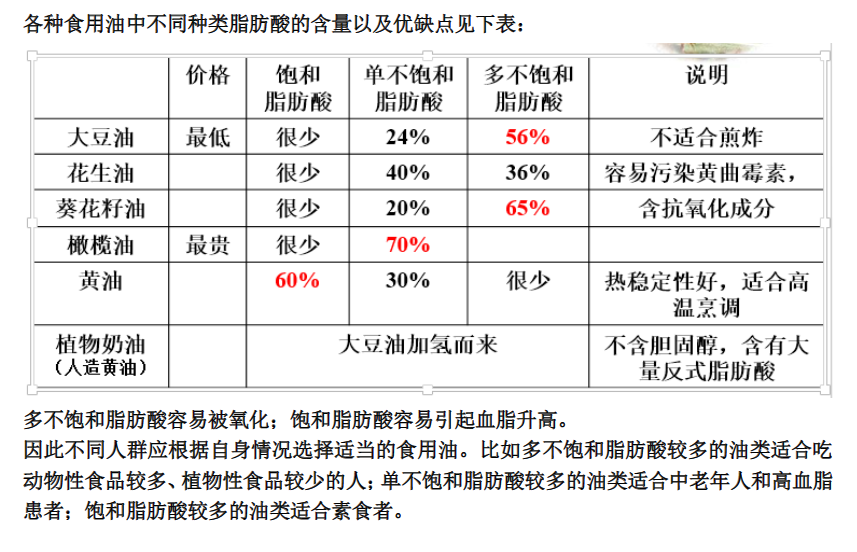 各种食用油中不同种类脂肪酸的含量以及优缺点见下表：
价格 饱和脂肪酸 单不饱和脂肪酸 多不饱和脂肪酸 说明
大豆油 最低 很少 24% 56% 不适合煎炸
花生油 很少 40% 36% 容易污染黄曲霉素，
葵花籽油 很少 20% 65% 含抗氧化成分
橄榄油 最贵 很少 70%
黄油 60% 30% 很少 热稳定性好，适合高温烹调
植物奶油（人造黄油） 大豆油加氢而来 不含胆固醇，含有大量反式脂肪酸
多不饱和脂肪酸容易被氧化；饱和脂肪酸容易引起血脂升高。
因此不同人群应根据自身情况选择适当的食用油。比如多不饱和脂肪酸较多的油类适合吃
动物性食品较多、植物性食品较少的人；单不饱和脂肪酸较多的油类适合中老年人和高血脂
患者；饱和脂肪酸较多的油类适合素食者。